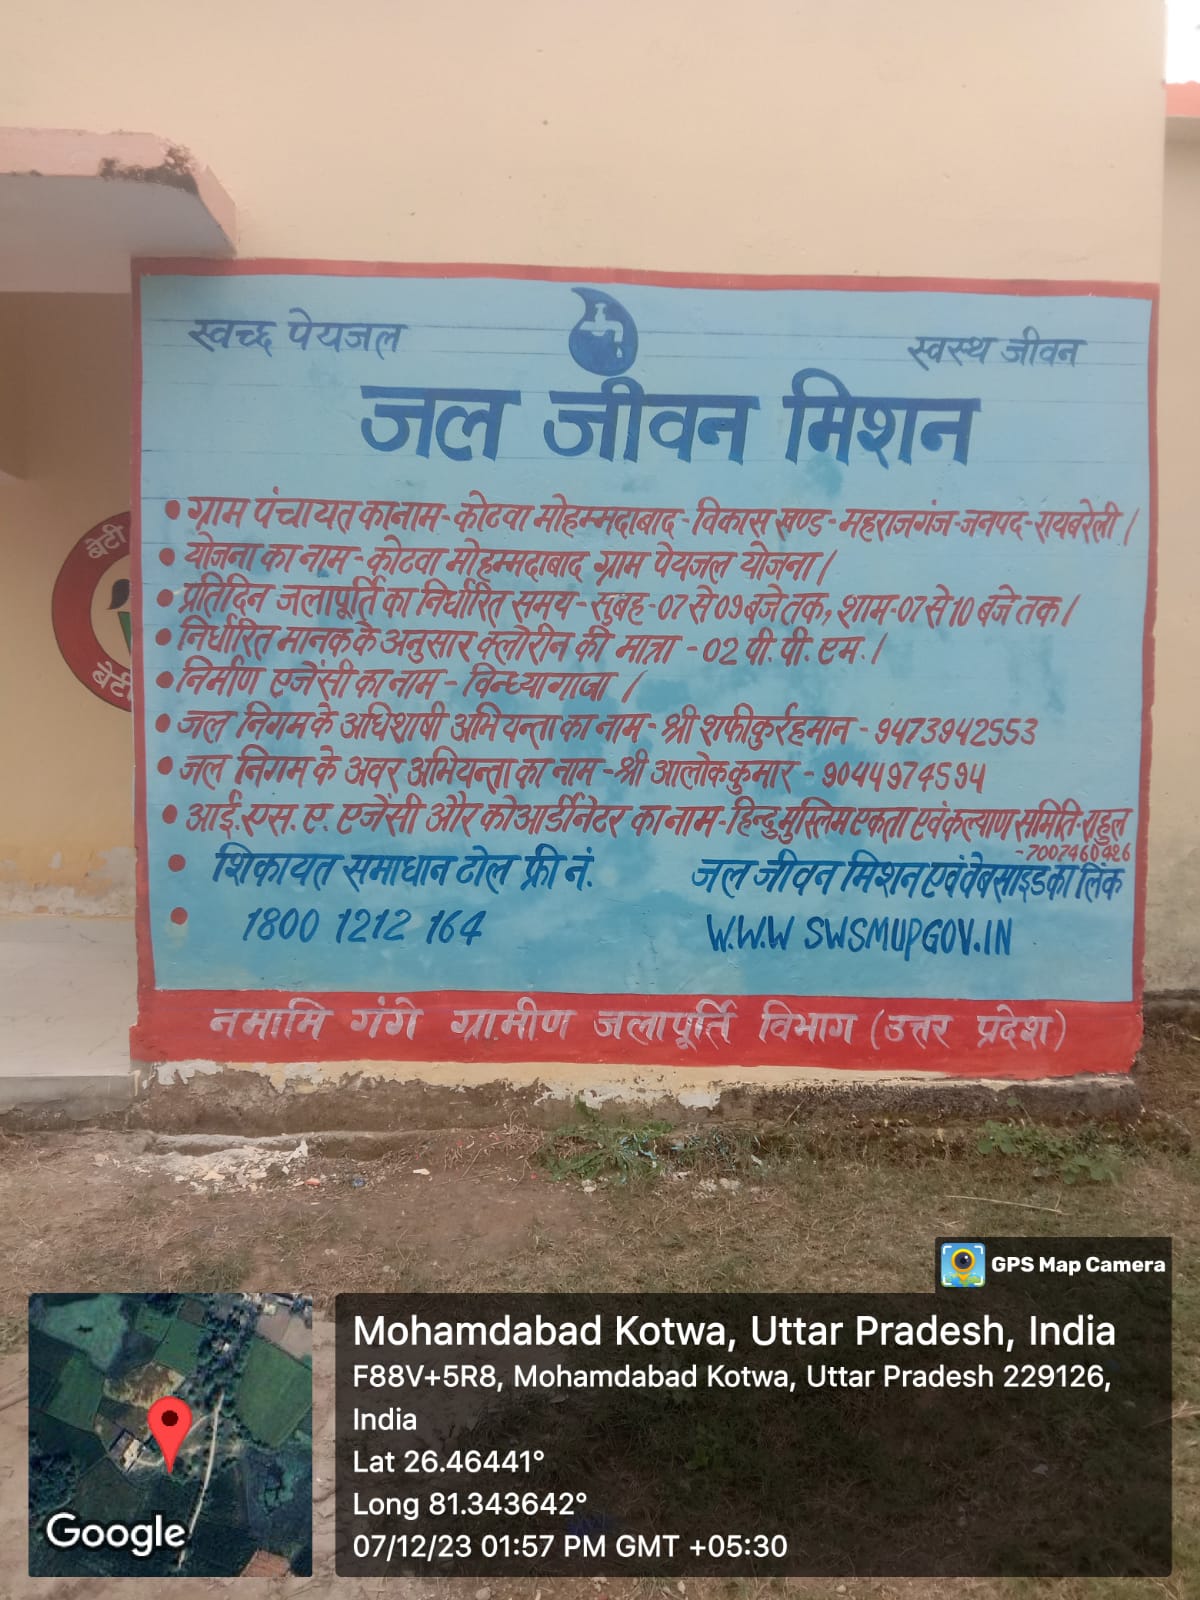 स्वच्छ पेयजल
स्वस्थ जीवन
जल जीवन मिशन
• ग्राम पंचायत का नाम - कोटवा मोहम्मदाबाद - विकास खण्ड - महराजगंज - जनपद - रायबरेली।
• योजना का नाम - कोटवा मोहम्मदाबाद ग्राम पेयजल योजना।
• प्रतिदिन जलापूर्ति का निर्धारित समय - सुबह - 07 से 09 बजे तक, शाम - 07 से 10 बजे तक।
• निर्धारित मानक के अनुसार क्लोरीन की मात्रा - 02 पी. पी. एम.।
• निर्माण एजेंसी का नाम - विन्ध्यागाजा।
• जल निगम के अधिशाषी अभियन्ता का नाम - श्री शफीकुर्रहमान - 9473942553
• जल निगम के अवर अभियन्ता का नाम - श्री आलोक कुमार - 9044974594
• आई. एस. ए. एजेंसी और कोआर्डीनेटर का नाम - हिन्दु मुस्लिम एकता एवं कल्याण समिति - राहुल
- 7007460426
• शिकायत समाधान टोल फ्री नं. जल जीवन मिशन एवं वेबसाइड का लिंक
• 1800 1212 164 W.W.W SWSMUPGOV.IN
नमामि गंगे ग्रामीण जलापूर्ति विभाग (उत्तर प्रदेश)
बेटी
बेटी
GPS Map Camera
Mohamdabad Kotwa, Uttar Pradesh, India
F88V+5R8, Mohamdabad Kotwa, Uttar Pradesh 229126,
India
Lat 26.46441°
Long 81.343642°
07/12/23 01:57 PM GMT +05:30
Google